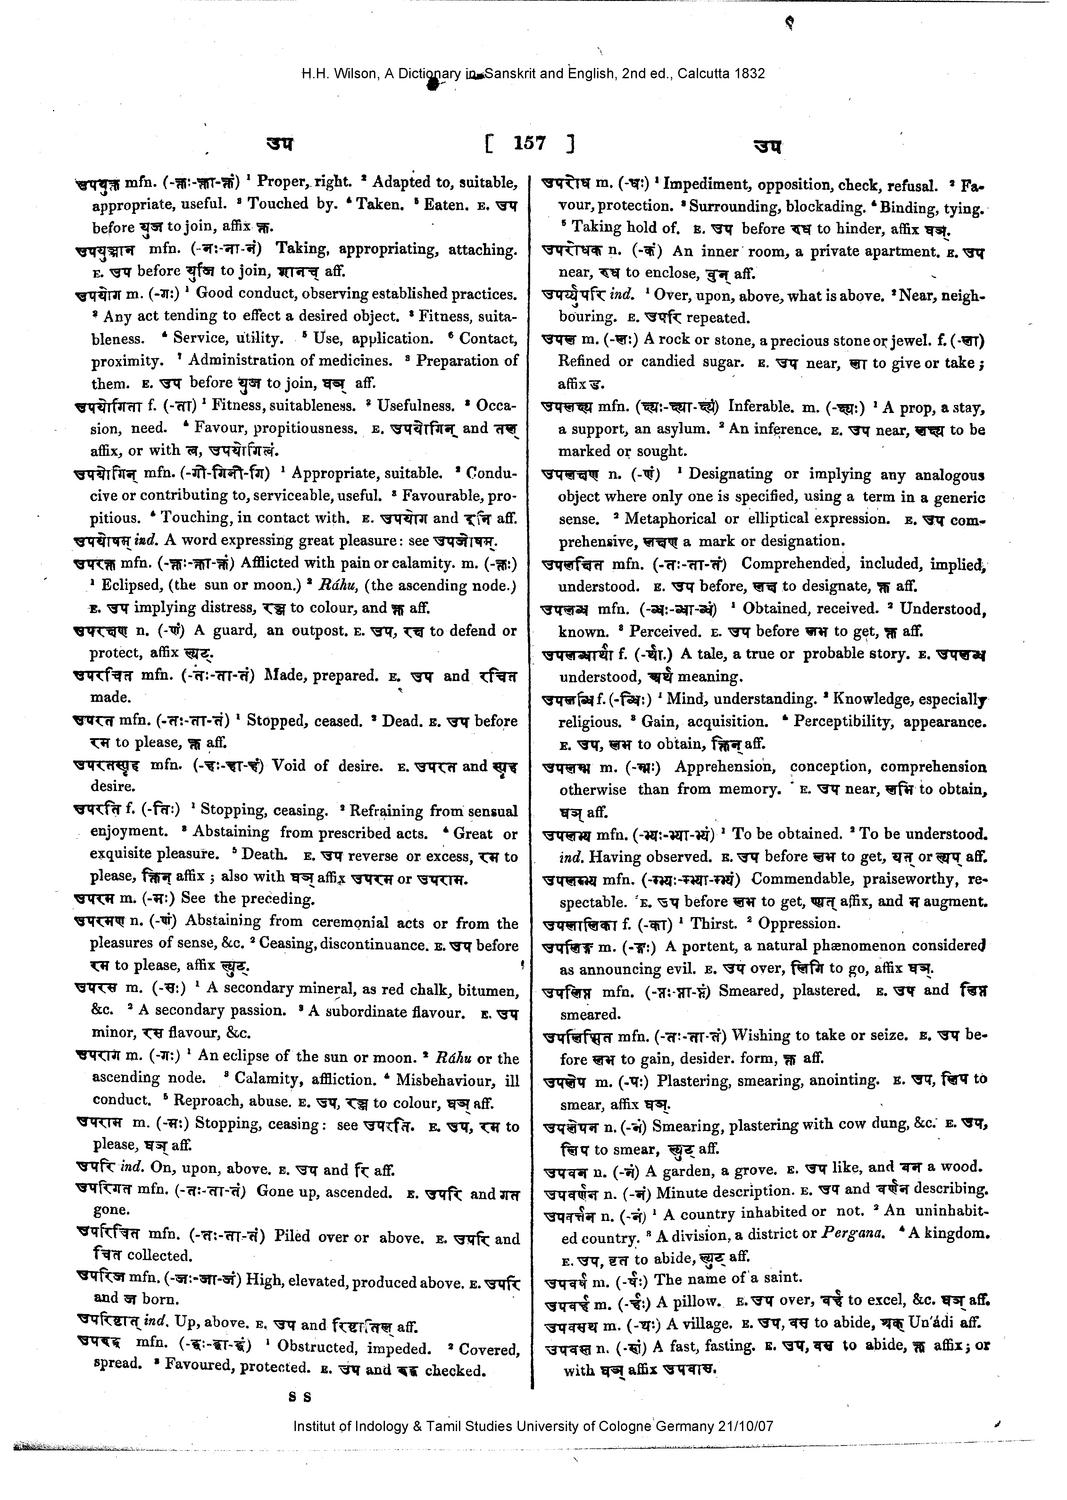 ९
H.H. Wilson, A Dictionary in Sanskrit and English, 2nd ed., Calcutta 1832
उप
[ 157 ]
उप
उपयुक्त mfn. (-क्तः-क्ता-क्तं) ¹ Proper, right. ² Adapted to, suitable,
appropriate, useful. ³ Touched by. ⁴ Taken. ⁵ Eaten. E. उप
before युज to join, affix क्त.
उपयुञ्जान mfn. (-नः-ना-नं) Taking, appropriating, attaching.
E. उप before युजि to join, शानच् aff.
उपयोग m. (-गः) ¹ Good conduct, observing established practices.
² Any act tending to effect a desired object. ³ Fitness, suita-
bleness. ⁴ Service, utility. ⁵ Use, application. ⁶ Contact,
proximity. ⁷ Administration of medicines. ⁸ Preparation of
them. E. उप before युज to join, घञ् aff.
उपयोगिता f. (-ता) ¹ Fitness, suitableness. ² Usefulness. ³ Occa-
sion, need. ⁴ Favour, propitiousness. E. उपयोगिन् and तल्
affix, or with त्व, उपयोगित्वं.
उपयोगिन् mfn. (-गी-गिनी-गि) ¹ Appropriate, suitable. ² Condu-
cive or contributing to, serviceable, useful. ³ Favourable, pro-
pitious. ⁴ Touching, in contact with. E. उपयोग and इनि aff.
उपयोषम् ind. A word expressing great pleasure: see उपजोषम्.
उपरक्त mfn. (-क्तः-क्ता-क्तं) Afflicted with pain or calamity. m. (-क्तः)
¹ Eclipsed, (the sun or moon.) ² Ráhu, (the ascending node.)
E. उप implying distress, रञ्ज to colour, and क्त aff.
उपरक्षण n. (-णं) A guard, an outpost. E. उप, रक्ष to defend or
protect, affix ल्युट्.
उपरचित mfn. (-तः-ता-तं) Made, prepared. E. उप and रचित
made.
उपरत mfn. (-तः-ता-तं) ¹ Stopped, ceased. ² Dead. E. उप before
रम to please, क्त aff.
उपरतस्पृह mfn. (-हः-हा-हं) Void of desire. E. उपरत and स्पृहा
desire.
उपरति f. (-तिः) ¹ Stopping, ceasing. ² Refraining from sensual
enjoyment. ³ Abstaining from prescribed acts. ⁴ Great or
exquisite pleasure. ⁵ Death. E. उप reverse or excess, रम to
please, क्तिन् affix; also with घञ् affix उपरम or उपराम.
उपरम m. (-मः) See the preceding.
उपरमण n. (-णं) Abstaining from ceremonial acts or from the
pleasures of sense, &c. ² Ceasing, discontinuance. E. उप before
रम to please, affix ल्युट्.
उपरस m. (-सः) ¹ A secondary mineral, as red chalk, bitumen,
&c. ² A secondary passion. ³ A subordinate flavour. E. उप
minor, रस flavour, &c.
उपराग m. (-गः) ¹ An eclipse of the sun or moon. ² Ráhu or the
ascending node. ³ Calamity, affliction. ⁴ Misbehaviour, ill
conduct. ⁵ Reproach, abuse. E. उप, रञ्ज to colour, घञ् aff.
उपराम m. (-मः) Stopping, ceasing: see उपरति. E. उप, रम to
please, घञ् aff.
उपरि ind. On, upon, above. E. उप and रि aff.
उपरिगत mfn. (-तः-ता-तं) Gone up, ascended. E. उपरि and गत
gone.
उपरिचित mfn. (-तः-ता-तं) Piled over or above. E. उपरि and
चित collected.
उपरिज mfn. (-जः-जा-जं) High, elevated, produced above. E. उपरि
and ज born.
उपरिष्टात् ind. Up, above. E. उप and रिष्टातिल् aff.
उपरुद्ध mfn. (-द्धः-द्धा-द्धं) ¹ Obstructed, impeded. ² Covered,
spread. ³ Favoured, protected. E. उप and रुद्ध checked.
S S
उपरोध m. (-धः) ¹ Impediment, opposition, check, refusal. ² Fa-
vour, protection. ³ Surrounding, blockading. ⁴ Binding, tying.
⁵ Taking hold of. E. उप before रुध to hinder, affix घञ्.
उपरोधक n. (-कं) An inner room, a private apartment. E. उप
near, रुध to enclose, वुन् aff.
उपर्य्युपरि ind. ¹ Over, upon, above, what is above. ² Near, neigh-
bouring. E. उपरि repeated.
उपल m. (-लः) A rock or stone, a precious stone or jewel. f. (-ला)
Refined or candied sugar. E. उप near, ला to give or take;
affix ड.
उपलक्ष्य mfn. (क्ष्यः-क्ष्या-क्ष्यं) Inferable. m. (-क्ष्यः) ¹ A prop, a stay,
a support, an asylum. ² An inference. E. उप near, लक्ष्य to be
marked or sought.
उपलक्षण n. (-णं) ¹ Designating or implying any analogous
object where only one is specified, using a term in a generic
sense. ² Metaphorical or elliptical expression. E. उप com-
prehensive, लक्षण a mark or designation.
उपलक्षित mfn. (-तः-ता-तं) Comprehended, included, implied,
understood. E. उप before, लक्ष to designate, क्त aff.
उपलब्ध mfn. (-ब्धः-ब्धा-ब्धं) ¹ Obtained, received. ² Understood,
known. ³ Perceived. E. उप before लभ to get, क्त aff.
उपलब्धार्था f. (-र्था.) A tale, a true or probable story. E. उपलब्ध
understood, अर्थ meaning.
उपलब्धि f. (-ब्धिः) ¹ Mind, understanding. ² Knowledge, especially
religious. ³ Gain, acquisition. ⁴ Perceptibility, appearance.
E. उप, लभ to obtain, क्तिन् aff.
उपलम्भ m. (-म्भः) Apprehension, conception, comprehension
otherwise than from memory. E. उप near, लभि to obtain,
घञ् aff.
उपलभ्य mfn. (-भ्यः-भ्या-भ्यं) ¹ To be obtained. ² To be understood.
ind. Having observed. E. उप before लभ to get, यत् or ल्यप् aff.
उपलम्भ्य mfn. (-म्भ्यः-म्भ्या-म्भ्यं) Commendable, praiseworthy, re-
spectable. E. उप before लभ to get, ण्यत् affix, and म augment.
उपलालिका f. (-का) ¹ Thirst. ² Oppression.
उपलिङ्ग m. (-ङ्गः) A portent, a natural phænomenon considered
as announcing evil. E. उप over, लिगि to go, affix घञ्.
उपलिप्त mfn. (-प्तः-प्ता-प्तं) Smeared, plastered. E. उप and लिप्त
smeared.
उपलिप्सित mfn. (-तः-ता-तं) Wishing to take or seize. E. उप be-
fore लभ to gain, desider. form, क्त aff.
उपलेप m. (-पः) Plastering, smearing, anointing. E. उप, लिप to
smear, affix घञ्.
उपलेपन n. (-नं) Smearing, plastering with cow dung, &c. E. उप,
लिप to smear, ल्युट् aff.
उपवन n. (-नं) A garden, a grove. E. उप like, and वन a wood.
उपवर्णन n. (-नं) Minute description. E. उप and वर्णन describing.
उपवर्त्तन n. (-नं) ¹ A country inhabited or not. ² An uninhabit-
ed country. ³ A division, a district or Pergana. ⁴ A kingdom.
E. उप, वृत to abide, ल्युट् aff.
उपवर्ष m. (-र्षः) The name of a saint.
उपवर्ह m. (-र्हः) A pillow. E. उप over, वर्ह to excel, &c. घञ् aff.
उपवसथ m. (-थः) A village. E. उप, वस to abide, अथ Un'ádi aff.
उपवस्त n. (-स्तं) A fast, fasting. E. उप, वस to abide, क्त affix; or
with घञ् affix उपवास.
Institut of Indology & Tamil Studies University of Cologne Germany 21/10/07